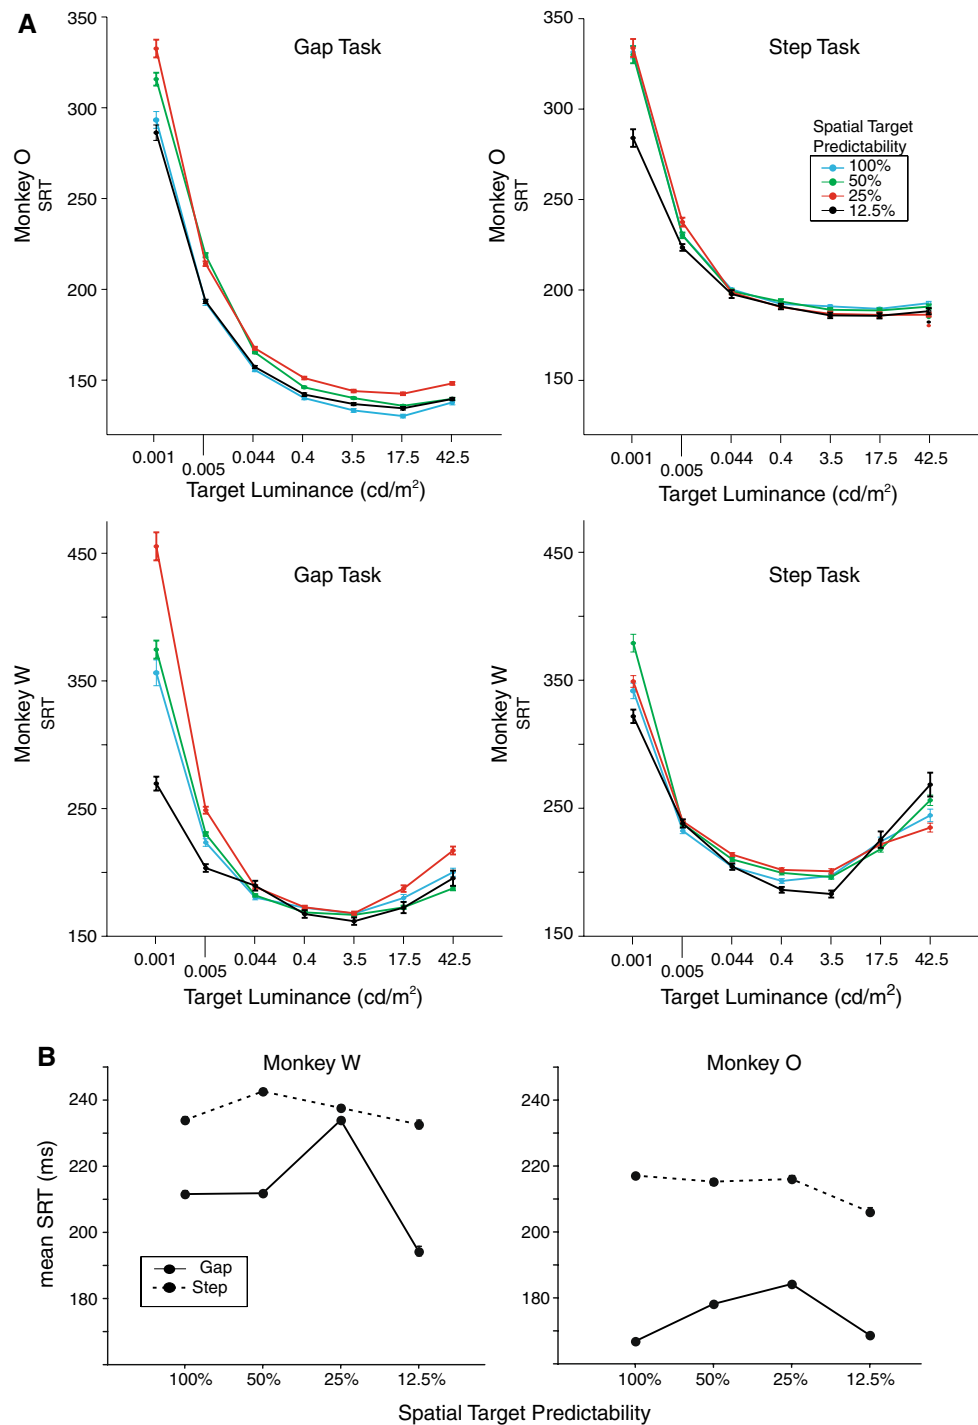 A
Gap Task
Step Task
350
300
250
200
150
Monkey O
SRT
0.001
0.005
0.044
0.4
3.5
17.5
42.5
Target Luminance (cd/m²)
350
300
250
200
150
Monkey O
SRT
Spatial Target
Predictability
100%
50%
25%
12.5%
0.001
0.005
0.044
0.4
3.5
17.5
42.5
Target Luminance (cd/m²)
Gap Task
450
350
250
150
Monkey W
SRT
0.001
0.005
0.044
0.4
3.5
17.5
42.5
Target Luminance (cd/m²)
Step Task
450
350
250
150
Monkey W
SRT
0.001
0.005
0.044
0.4
3.5
17.5
42.5
Target Luminance (cd/m²)
B
Monkey W
240
220
200
180
mean SRT (ms)
Gap
Step
100%
50%
25%
12.5%
Monkey O
240
220
200
180
100%
50%
25%
12.5%
Spatial Target Predictability